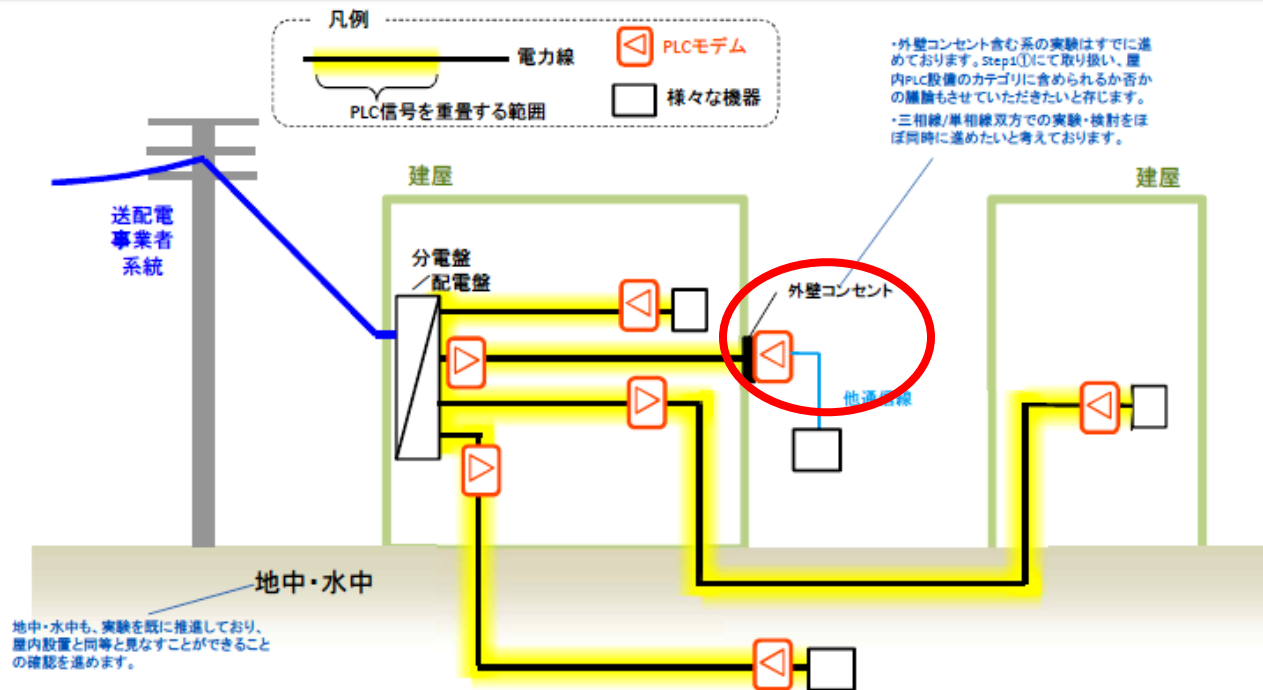 凡例
電力線
PLC信号を重畳する範囲
PLCモデム
様々な機器
・外壁コンセント含む系の実験はすでに進
めております。Step1①にて取り扱い、屋
内PLC設備のカテゴリに含められるか否か
の議論もさせていただきたいと存じます。
・三相線/単相線双方での実験・検討をほ
ぼ同時に進めたいと考えております。
建屋
建屋
送配電
事業者
系統
分電盤
／配電盤
外壁コンセント
他通信線
地中・水中
地中・水中も、実験を既に推進しており、
屋内設置と同等と見なすことができること
の確認を進めます。